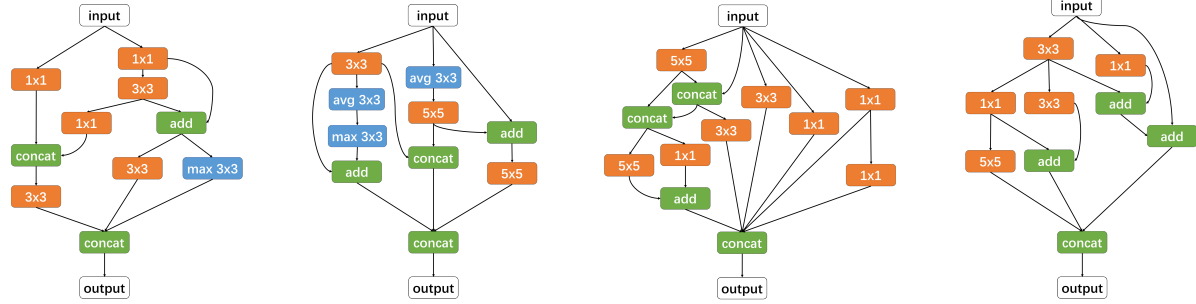 input
1x1
1x1
3x3
1x1
add
concat
3x3
max 3x3
3x3
concat
output
input
3x3
avg 3x3
avg 3x3
5x5
max 3x3
add
concat
add
5x5
concat
output
input
5x5
concat
3x3
1x1
concat
3x3
1x1
5x5
1x1
1x1
add
concat
output
input
3x3
1x1
1x1
3x3
add
add
5x5
add
concat
output